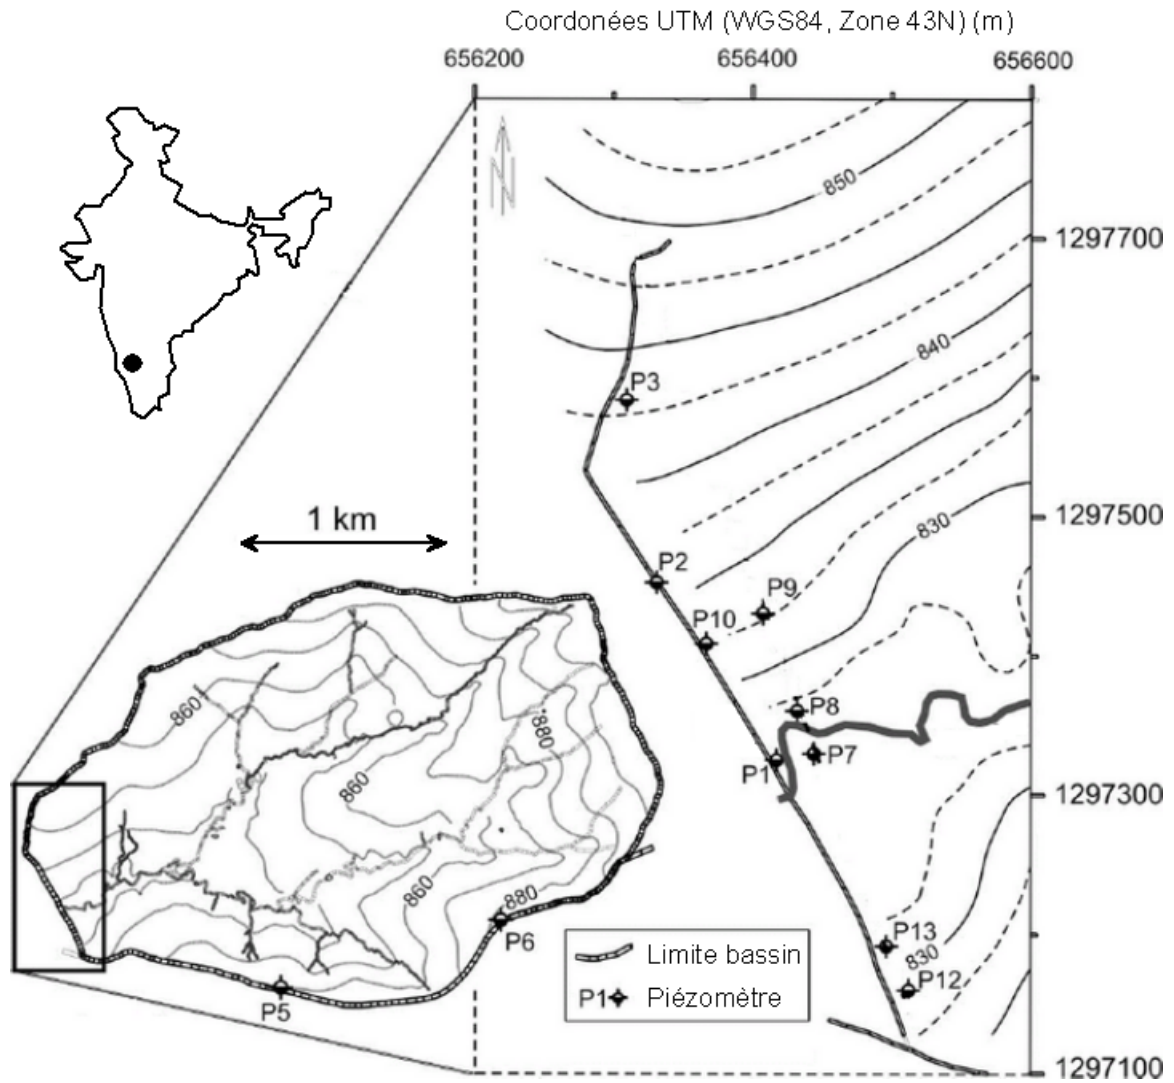 Coordonées UTM (WGS84, Zone 43N) (m)
656200 656400 656600
N
850
1297700
840
P3
1 km
830
1297500
P2
P9
P10
P8
860
880
P1
P7
1297300
860
860
880
P6
P13
830
P12
P5
Limite bassin
P1 Piézomètre
1297100